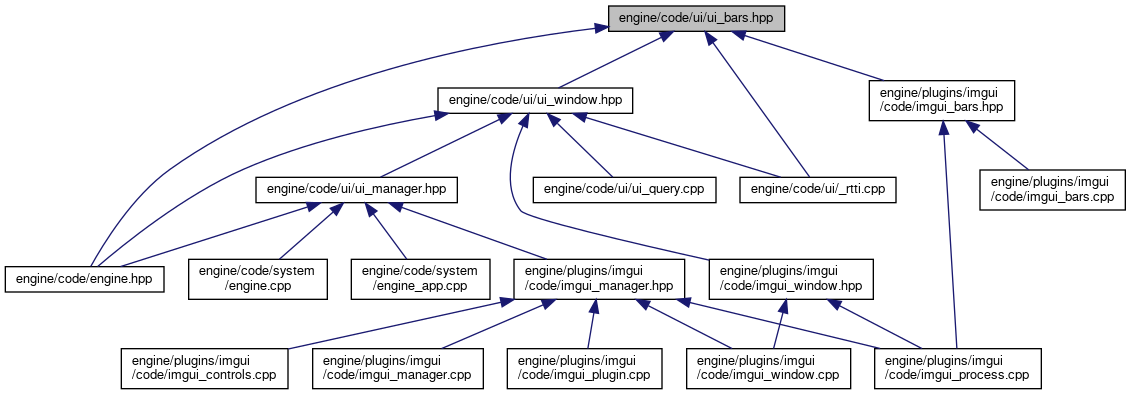 engine/code/ui/ui_bars.hpp
engine/code/ui/ui_window.hpp
engine/plugins/imgui
/code/imgui_bars.hpp
engine/code/ui/ui_manager.hpp
engine/code/ui/ui_query.cpp
engine/code/ui/_rtti.cpp
engine/plugins/imgui
/code/imgui_bars.cpp
engine/code/engine.hpp
engine/code/system
/engine.cpp
engine/code/system
/engine_app.cpp
engine/plugins/imgui
/code/imgui_manager.hpp
engine/plugins/imgui
/code/imgui_window.hpp
engine/plugins/imgui
/code/imgui_controls.cpp
engine/plugins/imgui
/code/imgui_manager.cpp
engine/plugins/imgui
/code/imgui_plugin.cpp
engine/plugins/imgui
/code/imgui_window.cpp
engine/plugins/imgui
/code/imgui_process.cpp